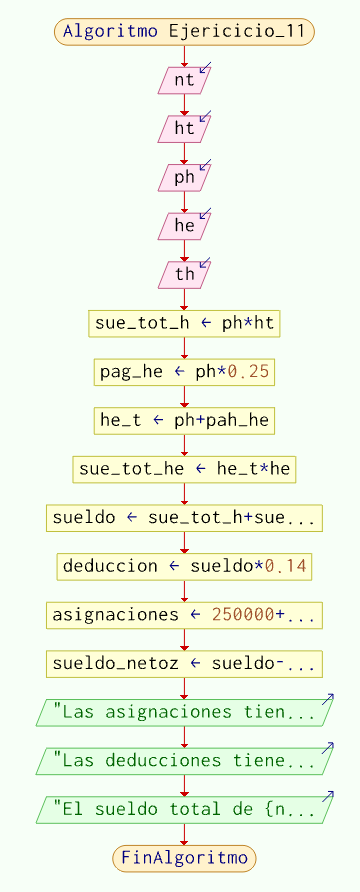 Algoritmo Ejericicio_11
nt
ht
ph
he
th
sue_tot_h ← ph*ht
pag_he ← ph*0.25
he_t ← ph+pah_he
sue_tot_he ← he_t*he
sueldo ← sue_tot_h+sue...
deduccion ← sueldo*0.14
asignaciones ← 250000+...
sueldo_netoz ← sueldo-...
"Las asignaciones tien...
"Las deducciones tiene...
"El sueldo total de {n...
FinAlgoritmo